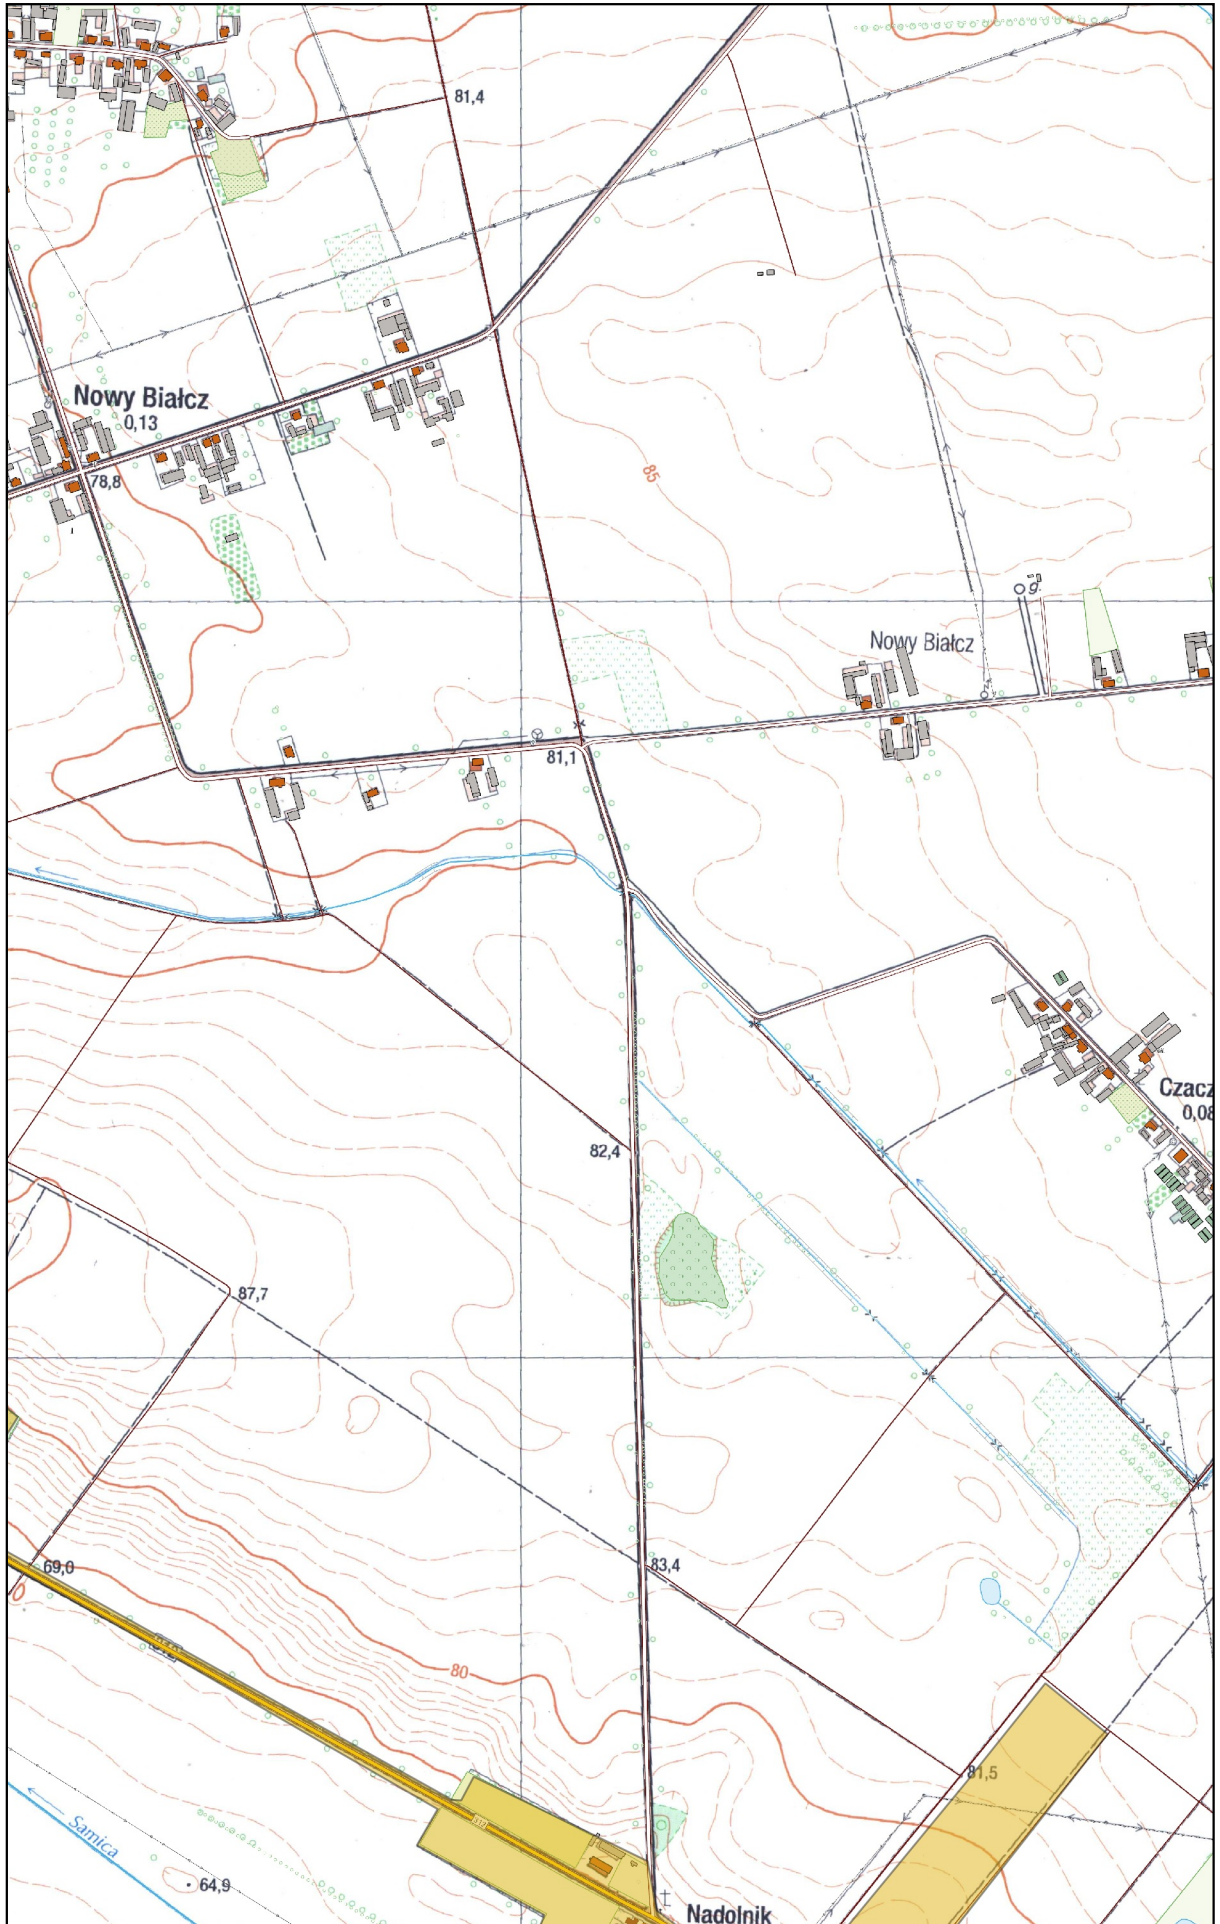 81,4
Nowy Białcz
0,13
78,8
85
g.
Nowy Białcz
81,1
Czacz
0,08
82,4
87,7
83,4
69,0
80
81,5
Samica
64,9
Nadolnik